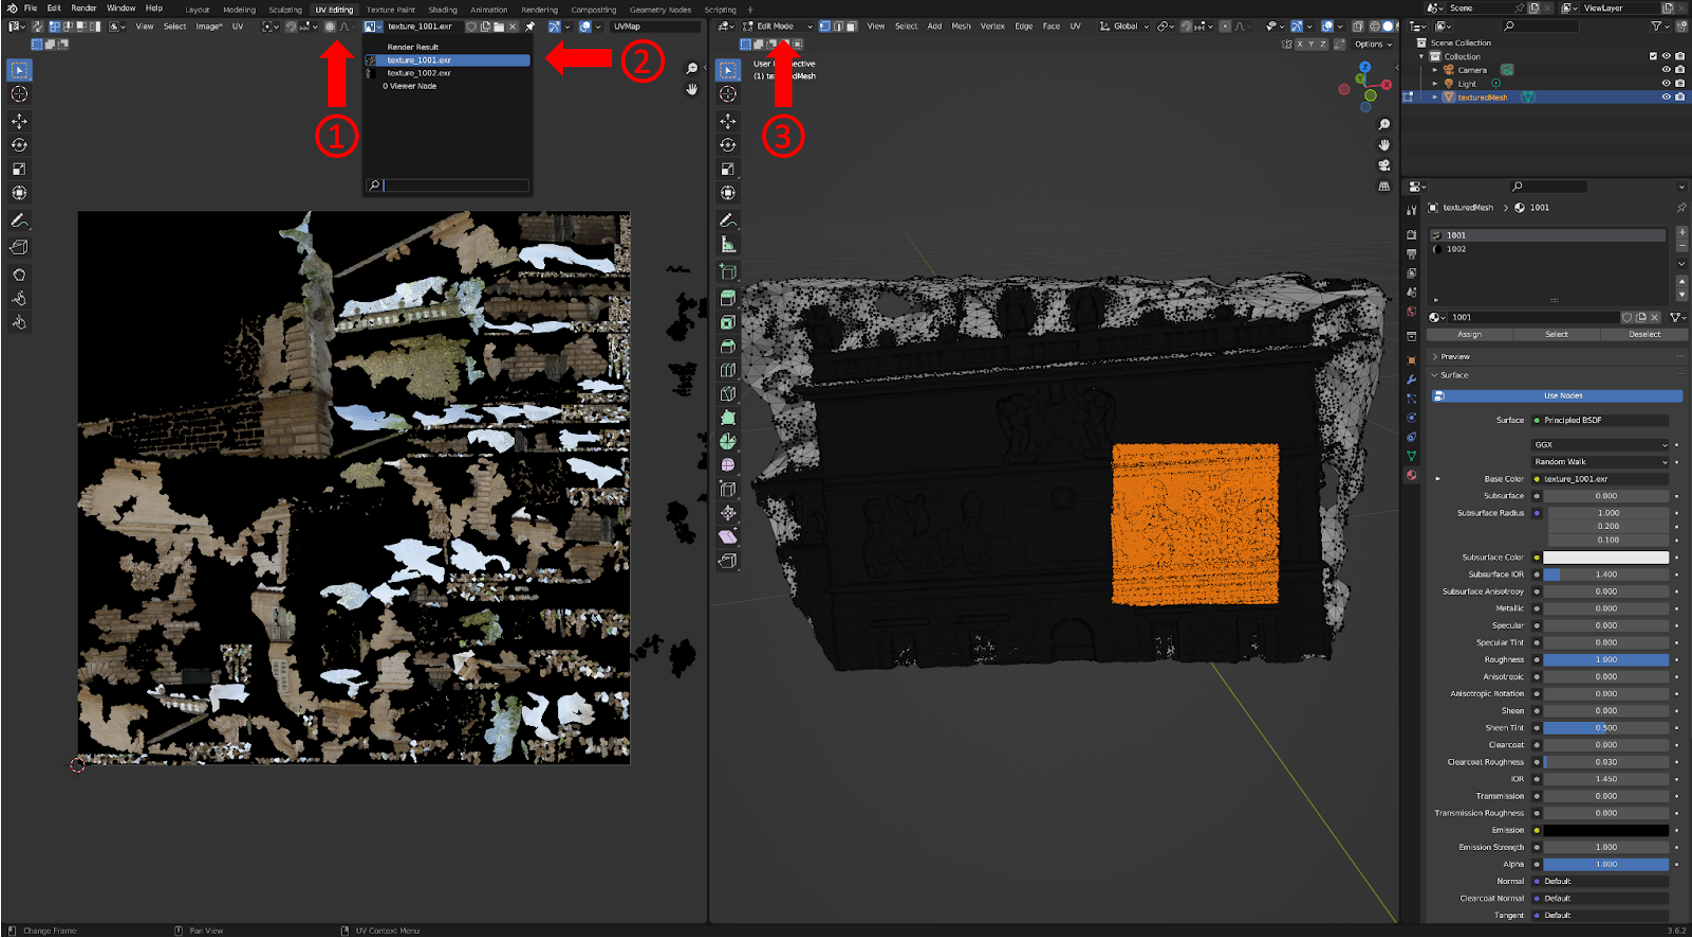 File Edit Render Window Help Layout Modeling Sculpting UV Editing Texture Paint Shading Animation Rendering Compositing Geometry Nodes Scripting + Scene ViewLayer
View Select Image* UV texture_1001.exr UVMap
Edit Mode View Select Add Mesh Vertex Edge Face UV Global
X Y Z Options
Render Result
texture_1001.exr
texture_1002.exr
0 Viewer Node
1
2
3
(1) texturedMesh
Z
Y
X
Scene Collection
Collection
Camera
Light
texturedMesh
texturedMesh > 1001
1001
1002
1001
Assign Select Deselect
Preview
Surface
Use Nodes
Surface Principled BSDF
GGX
Random Walk
Base Color texture_1001.exr
Subsurface 0.000
Subsurface Radius 1.000
0.200
0.100
Subsurface Color
Subsurface IOR 1.400
Subsurface Anisotropy 0.000
Metallic 0.000
Specular 0.000
Specular Tint 0.000
Roughness 1.000
Anisotropic 0.000
Anisotropic Rotation 0.000
Sheen 0.000
Sheen Tint 0.500
Clearcoat 0.000
Clearcoat Roughness 0.030
IOR 1.450
Transmission 0.000
Transmission Roughness 0.000
Emission
Emission Strength 1.000
Alpha 1.000
Normal Default
Clearcoat Normal Default
Tangent Default
Change Frame Pan View UV Context Menu 3.6.2